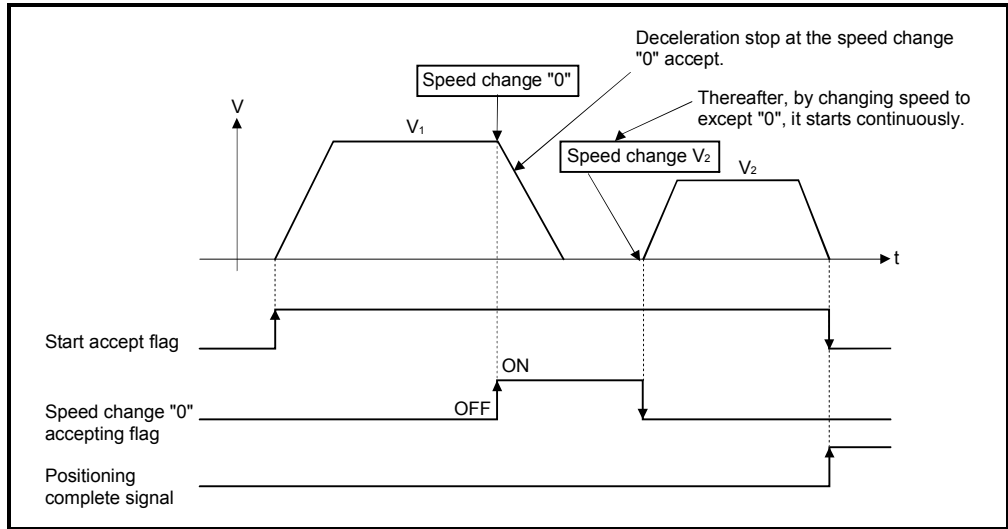 Deceleration stop at the speed change
"0" accept.
Speed change "0"
Thereafter, by changing speed to
except "0", it starts continuously.
V
V1
Speed change V2
V2
t
Start accept flag
ON
OFF
Speed change "0"
accepting flag
Positioning
complete signal